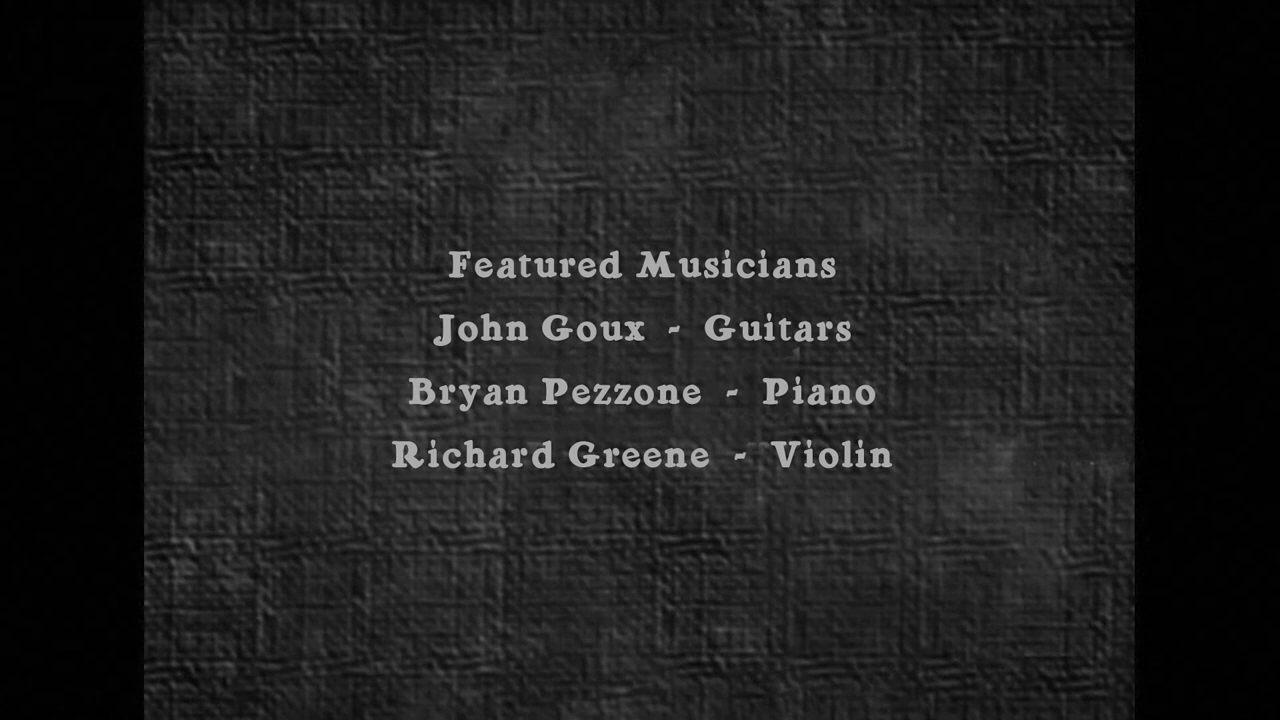 Featured Musicians
John Goux - Guitars
Bryan Pezzone - Piano
Richard Greene - Violin